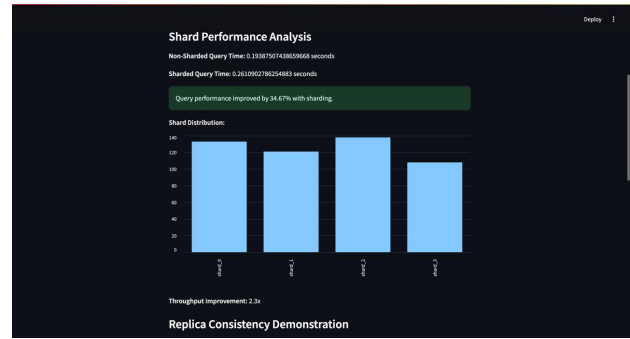 Deploy
Shard Performance Analysis
Non-Sharded Query Time: 0.19387507438659668 seconds
Sharded Query Time: 0.2610902786254883 seconds
Query performance improved by 34.67% with sharding.
Shard Distribution:
140
120
100
80
60
40
20
0
shard_0
shard_1
shard_2
shard_3
Throughput Improvement: 2.3x
Replica Consistency Demonstration